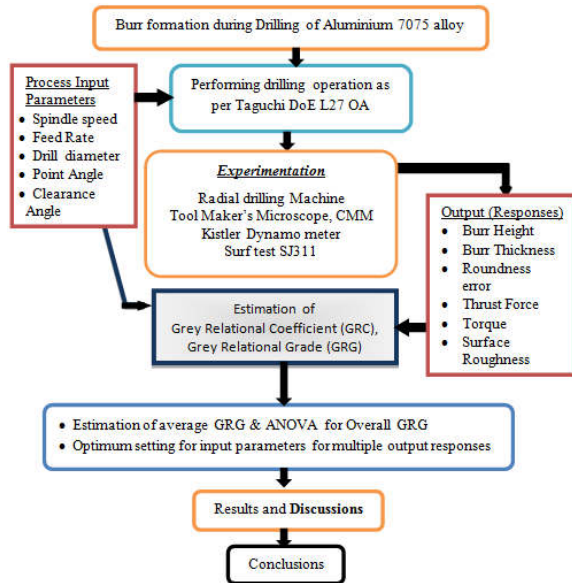 Burr formation during Drilling of Aluminium 7075 alloy
Process Input
Parameters
• Spindle speed
• Feed Rate
• Drill diameter
• Point Angle
• Clearance
Angle
Performing drilling operation as
per Taguchi DoE L27 OA
Experimentation
Radial drilling Machine
Tool Maker's Microscope, CMM
Kistler Dynamo meter
Surf test SJ311
Output (Responses)
• Burr Height
• Burr Thickness
• Roundness
error
• Thrust Force
• Torque
• Surface
Roughness
Estimation of
Grey Relational Coefficient (GRC),
Grey Relational Grade (GRG)
• Estimation of average GRG & ANOVA for Overall GRG
• Optimum setting for input parameters for multiple output responses
Results and Discussions
Conclusions